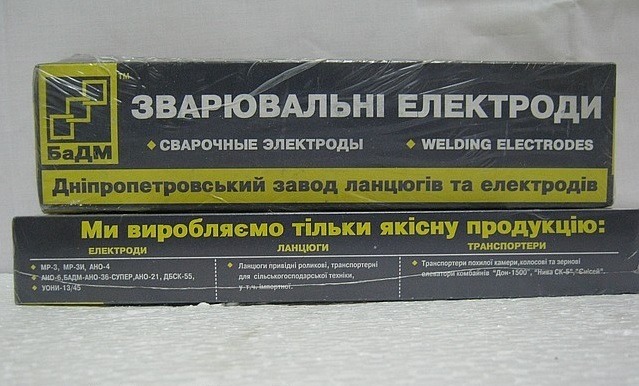 БаДМ
TM
ЗВАРЮВАЛЬНІ ЕЛЕКТРОДИ
СВАРОЧНЫЕ ЭЛЕКТРОДЫ
WELDING ELECTRODES
Дніпропетровський завод ланцюгів та електродів
Ми виробляємо тільки якісну продукцію:
ЕЛЕКТРОДИ
МР-3, МР-3И, АНО-4
АНО-6,БАДМ-АНО-36-СУПЕР,АНО-21, ДБСК-55,
УОНИ-13/45
ЛАНЦЮГИ
Ланцюги привідні роликові, транспортерні
для сільськогосподарської техніки,
у т.ч. імпортної.
ТРАНСПОРТЕРИ
Транспортери похилої камери,колосові та зернові
елеватори комбайнів "Дон-1500", "Нива СК-5", "Єнісей".